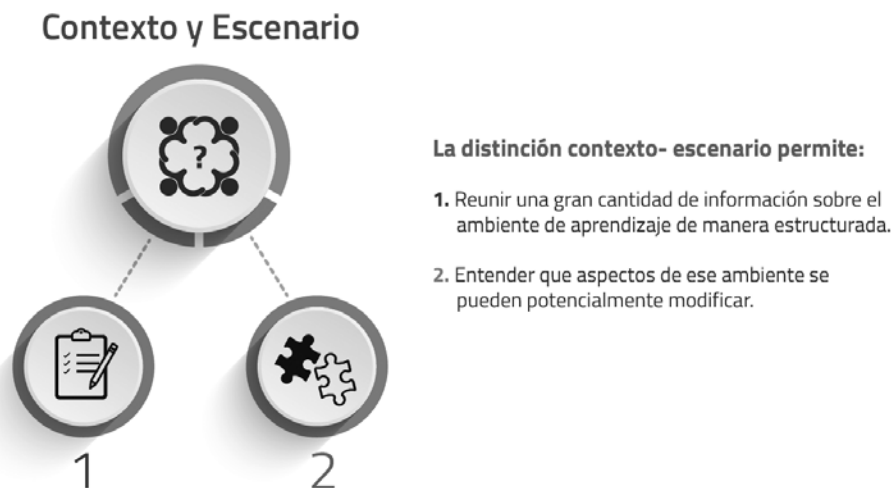 Contexto y Escenario
?
La distinción contexto- escenario permite:
1. Reunir una gran cantidad de información sobre el
ambiente de aprendizaje de manera estructurada.
2. Entender que aspectos de ese ambiente se
pueden potencialmente modificar.
1
2